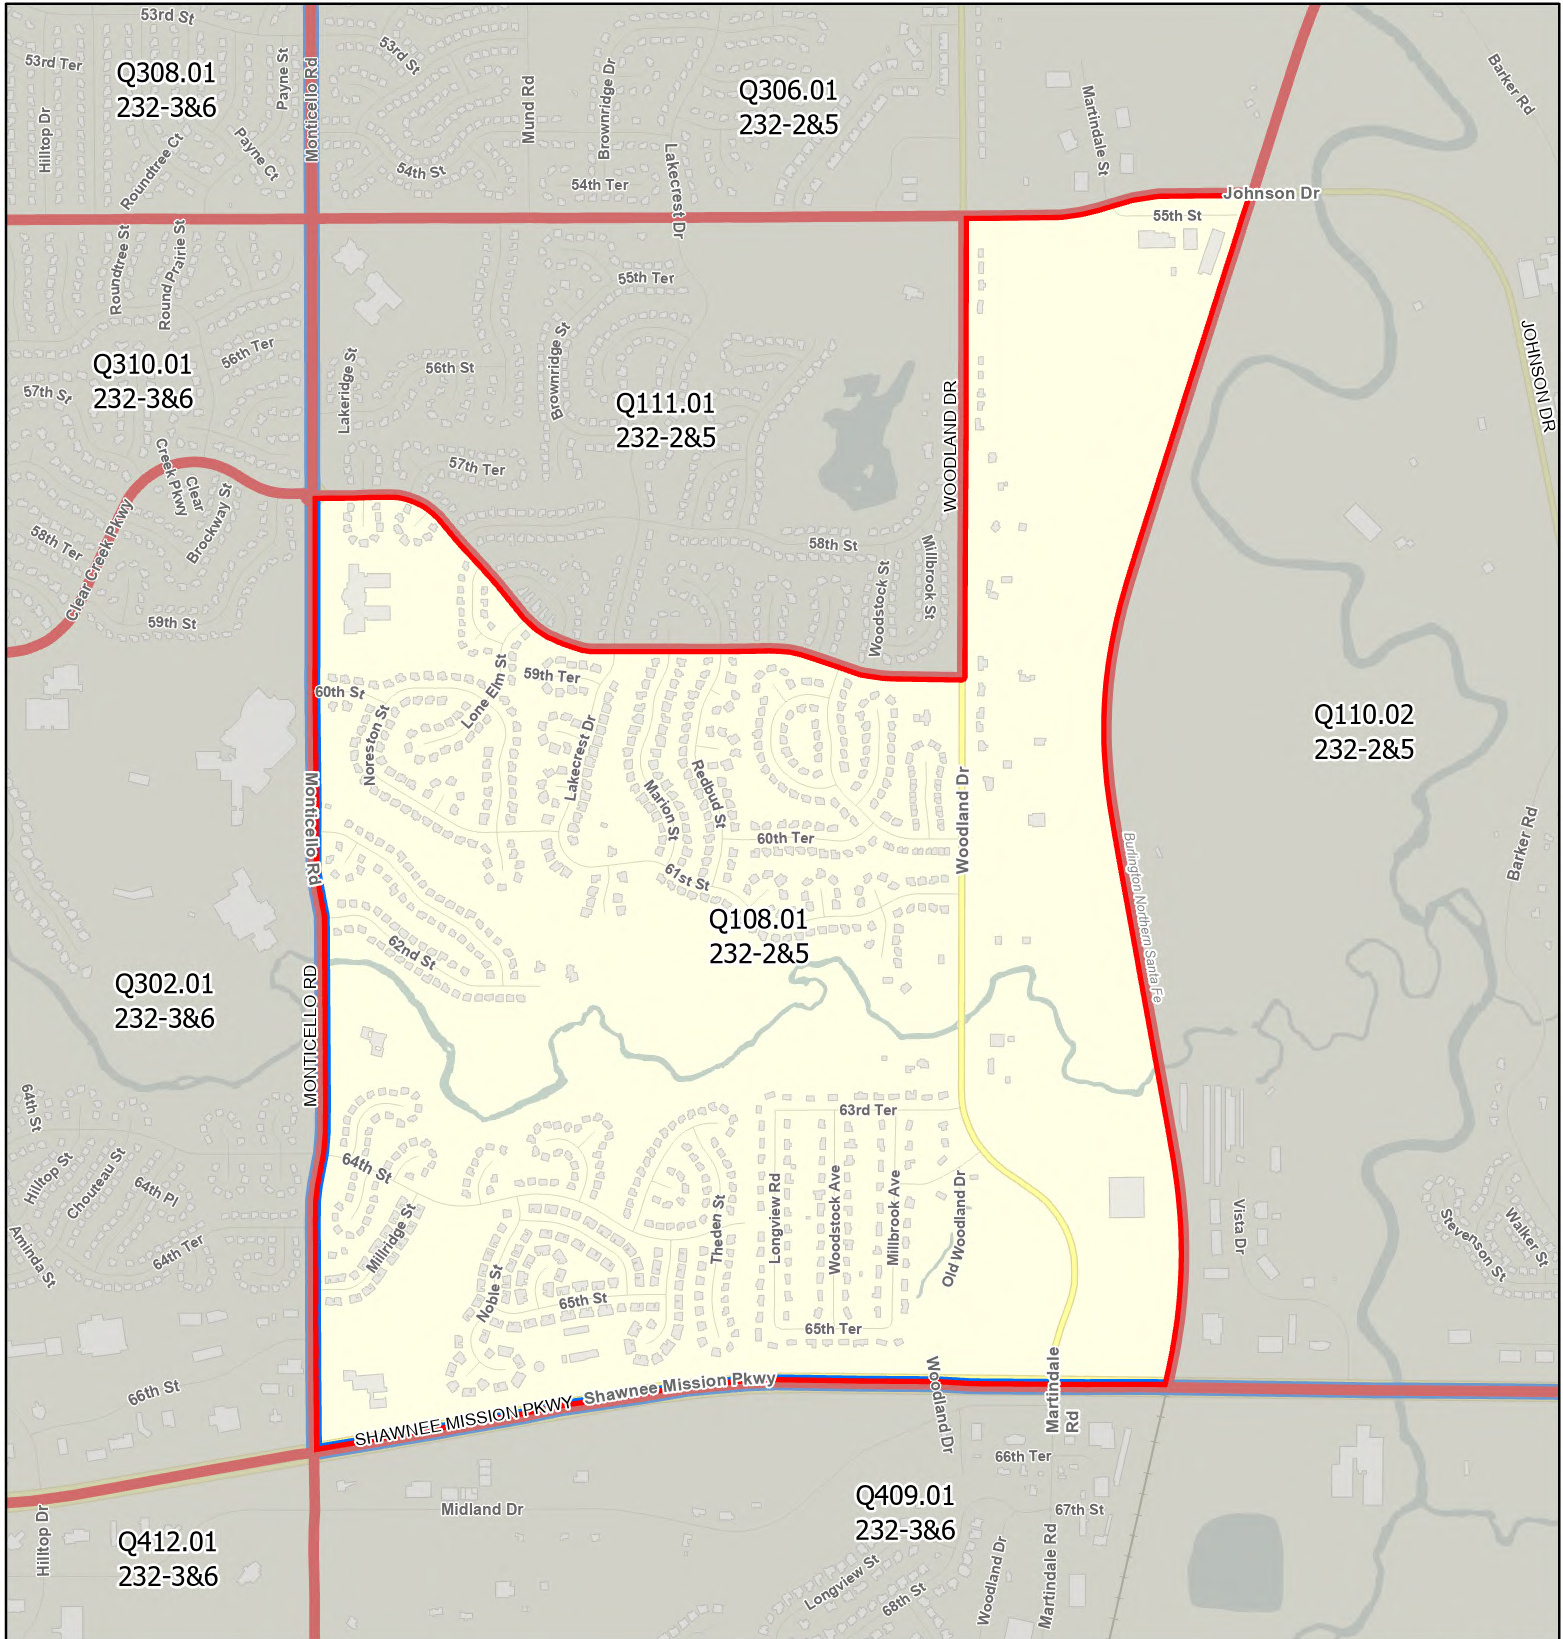 53rd St
53rd Ter
Q308.01
232-3&6
Payne St
Monticello Rd
53rd St
Mund Rd
Brownridge Dr
Q306.01
232-2&5
Martindale St
Barker Rd
Hilltop Dr
Roundtree Ct
Payne Ct
54th St
54th Ter
Lakecrest Dr
Johnson Dr
55th St
Roundtree St
Round Prairie St
55th Ter
56th Ter
Q310.01
232-3&6
57th St
Lakeridge St
56th St
Brownridge St
Q111.01
232-2&5
WOODLAND DR
JOHNSON DR
Creek Pkwy
Clear
57th Ter
Brockway St
58th Ter
Clear Creek Pkwy
58th St
Woodstock St
Millbrook St
59th St
60th St
Noreston St
Lone Elm St
59th Ter
Lakecrest Dr
Marion St
Redbud St
60th Ter
61st St
Woodland Dr
Q110.02
232-2&5
Monticello Rd
Burlington Northern Santa Fe
Barker Rd
Q108.01
232-2&5
62nd St
Q302.01
232-3&6
MONTICELLO RD
64th St
Hilltop St
Chouteau St
64th Pl
64th Ter
Aminda St
63rd Ter
64th St
Millridge St
Noble St
65th St
Theden St
Longview Rd
Woodstock Ave
Millbrook Ave
Old Woodland Dr
65th Ter
Vista Dr
Stevenson St
Walker St
66th St
SHAWNEE MISSION PKWY
Shawnee Mission Pkwy
Woodland Dr
Martindale
Rd
66th Ter
67th St
Midland Dr
Q409.01
232-3&6
Hilltop Dr
Q412.01
232-3&6
Longview St
68th St
Woodland Dr
Martindale Rd